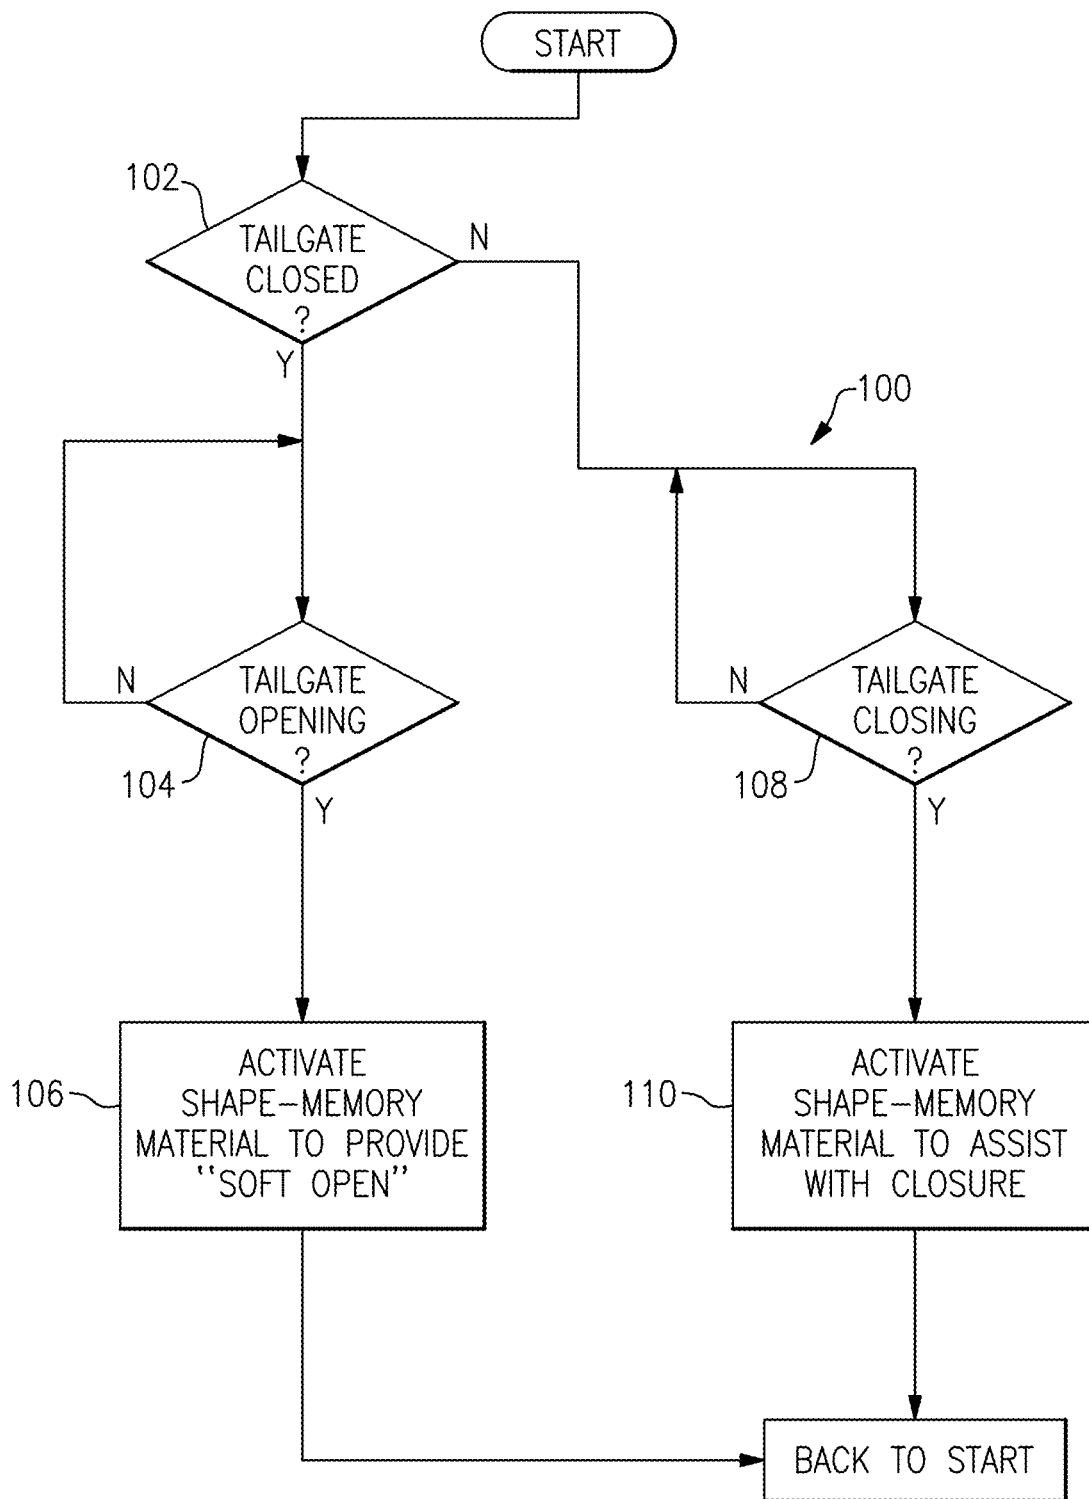 START
102
TAILGATE
CLOSED
?
N
Y
100
N
TAILGATE
OPENING
?
104
Y
N
TAILGATE
CLOSING
?
108
Y
106
ACTIVATE
SHAPE-MEMORY
MATERIAL TO PROVIDE
"SOFT OPEN"
110
ACTIVATE
SHAPE-MEMORY
MATERIAL TO ASSIST
WITH CLOSURE
BACK TO START